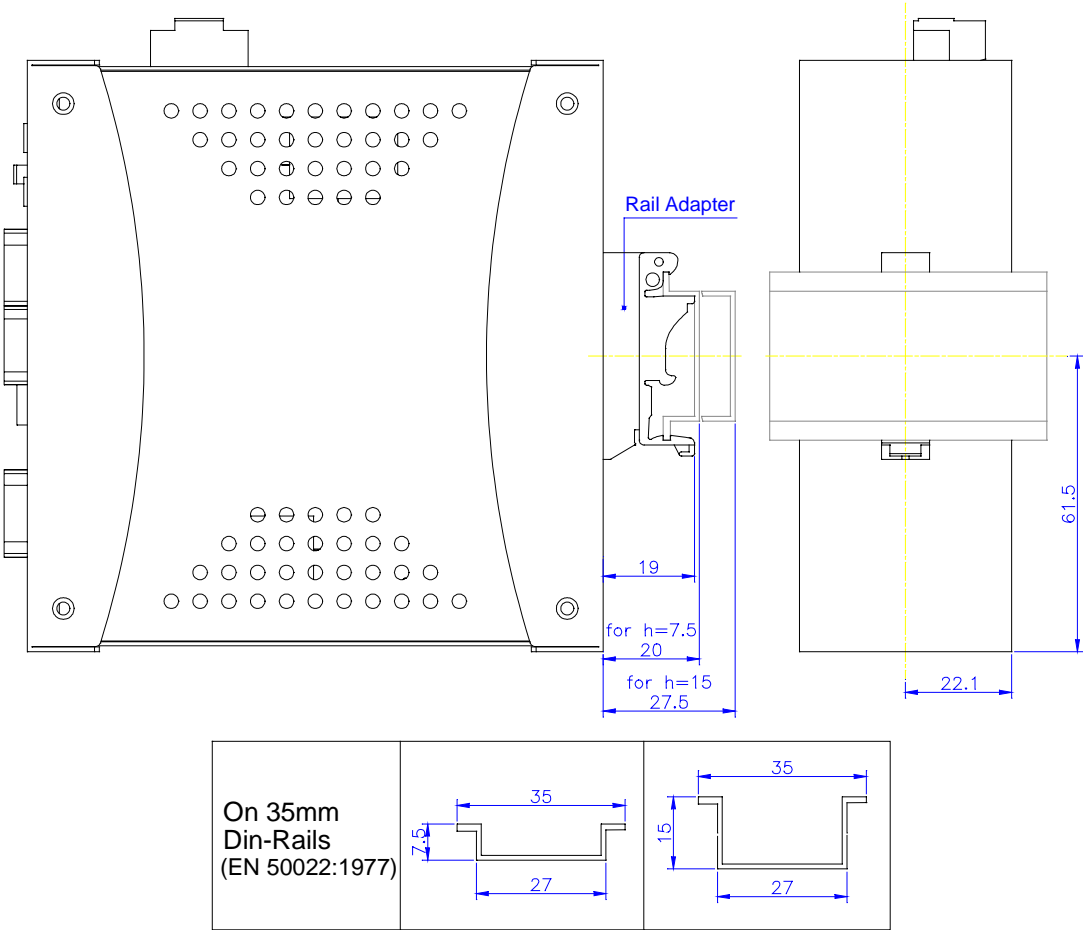 Rail Adapter
61.5
19
for h=7.5
20
for h=15
27.5
22.1
On 35mm
Din-Rails
(EN 50022:1977)
35
7.5
27
35
15
27